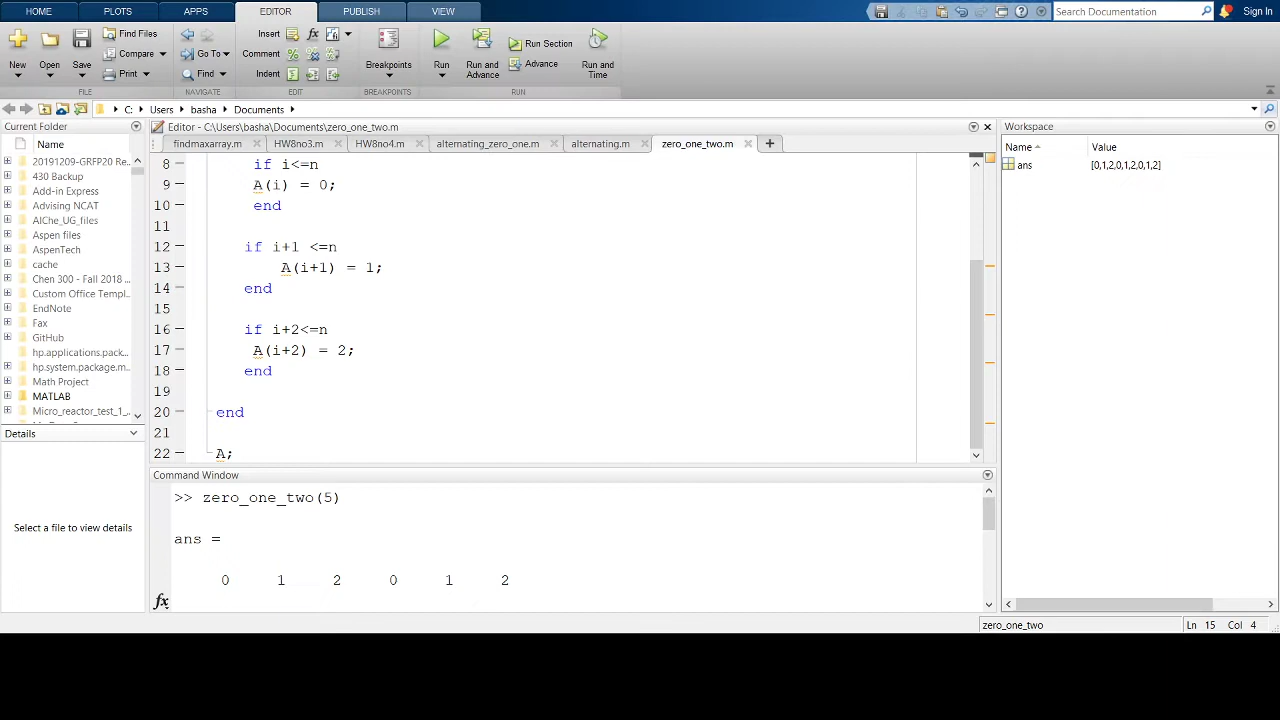 HOME PLOTS APPS EDITOR PUBLISH VIEW Search Documentation Sign In
New Open Save Find Files Compare Print Go To Find Insert Comment Indent Breakpoints Run Run and Advance Run Section Advance Run and Time
FILE NAVIGATE EDIT BREAKPOINTS RUN
C: Users basha Documents
Current Folder
Name
20191209-GRFP20 Re...
430 Backup
Add-in Express
Advising NCAT
AIChe_UG_files
Aspen files
AspenTech
cache
Chen 300 - Fall 2018
Custom Office Templ...
EndNote
Fax
GitHub
hp.applications.pack...
hp.system.package.m...
Math Project
MATLAB
Micro_reactor_test_1_...
Details
Select a file to view details
Editor - C:\Users\basha\Documents\zero_one_two.m
findmaxarray.m HW8no3.m HW8no4.m alternating_zero_one.m alternating.m zero_one_two.m
8 if i<=n
9 A(i) = 0;
10 end
11
12 if i+1 <=n
13 A(i+1) = 1;
14 end
15
16 if i+2<=n
17 A(i+2) = 2;
18 end
19
20 end
21
22 A;
Command Window
>> zero_one_two(5)
ans =
0 1 2 0 1 2
fx
Workspace
Name Value
ans [0,1,2,0,1,2,0,1,2]
zero_one_two Ln 15 Col 4